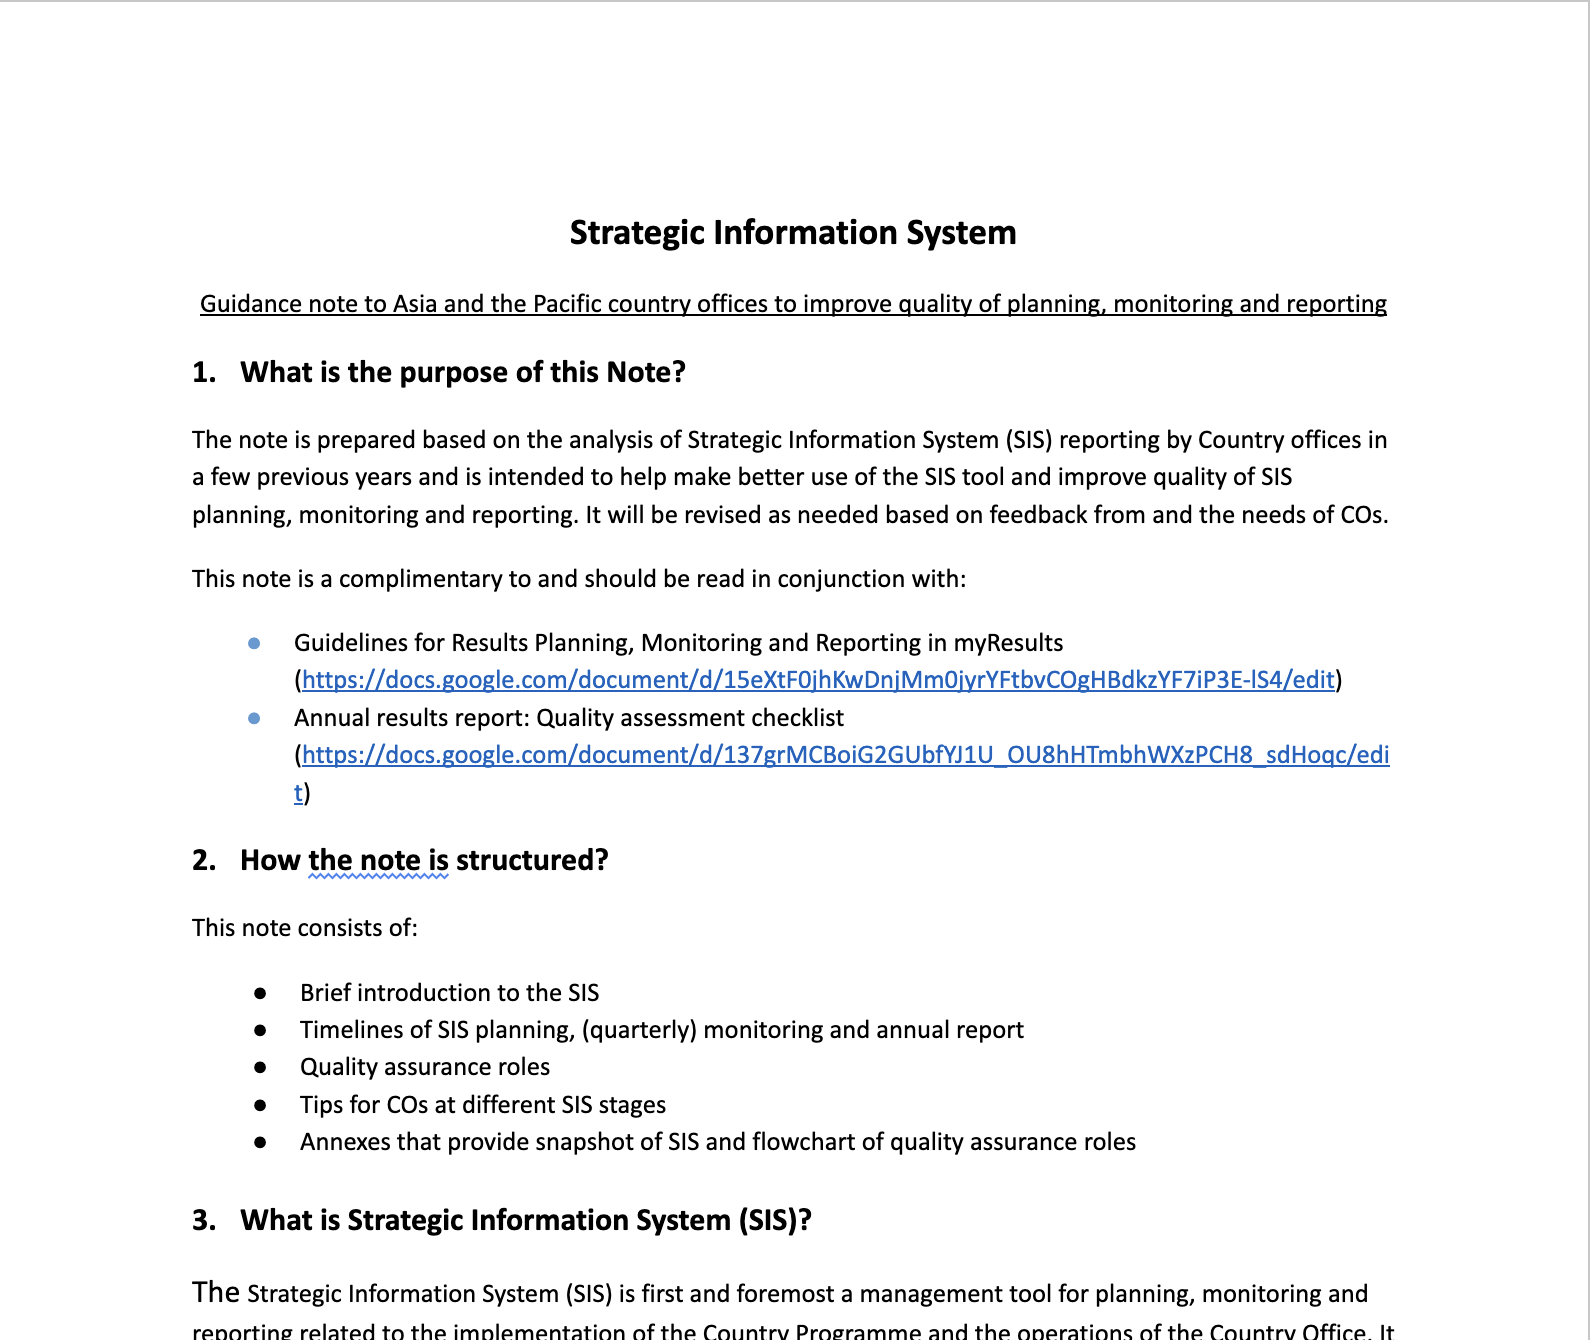 Strategic Information System
Guidance note to Asia and the Pacific country offices to improve quality of planning, monitoring and reporting
1. What is the purpose of this Note?
The note is prepared based on the analysis of Strategic Information System (SIS) reporting by Country offices in
a few previous years and is intended to help make better use of the SIS tool and improve quality of SIS
planning, monitoring and reporting. It will be revised as needed based on feedback from and the needs of COs.
This note is a complimentary to and should be read in conjunction with:
● Guidelines for Results Planning, Monitoring and Reporting in myResults
(https://docs.google.com/document/d/15eXtF0jhKwDnjMm0jyrYFtbvCOgHBdkzYF7iP3E-lS4/edit)
● Annual results report: Quality assessment checklist
(https://docs.google.com/document/d/137grMCBoiG2GUbfYJ1U_OU8hHTmbhWXzPCH8_sdHoqc/edi
t)
2. How the note is structured?
This note consists of:
● Brief introduction to the SIS
● Timelines of SIS planning, (quarterly) monitoring and annual report
● Quality assurance roles
● Tips for COs at different SIS stages
● Annexes that provide snapshot of SIS and flowchart of quality assurance roles
3. What is Strategic Information System (SIS)?
The Strategic Information System (SIS) is first and foremost a management tool for planning, monitoring and
reporting related to the implementation of the Country Programme and the operations of the Country Office. It